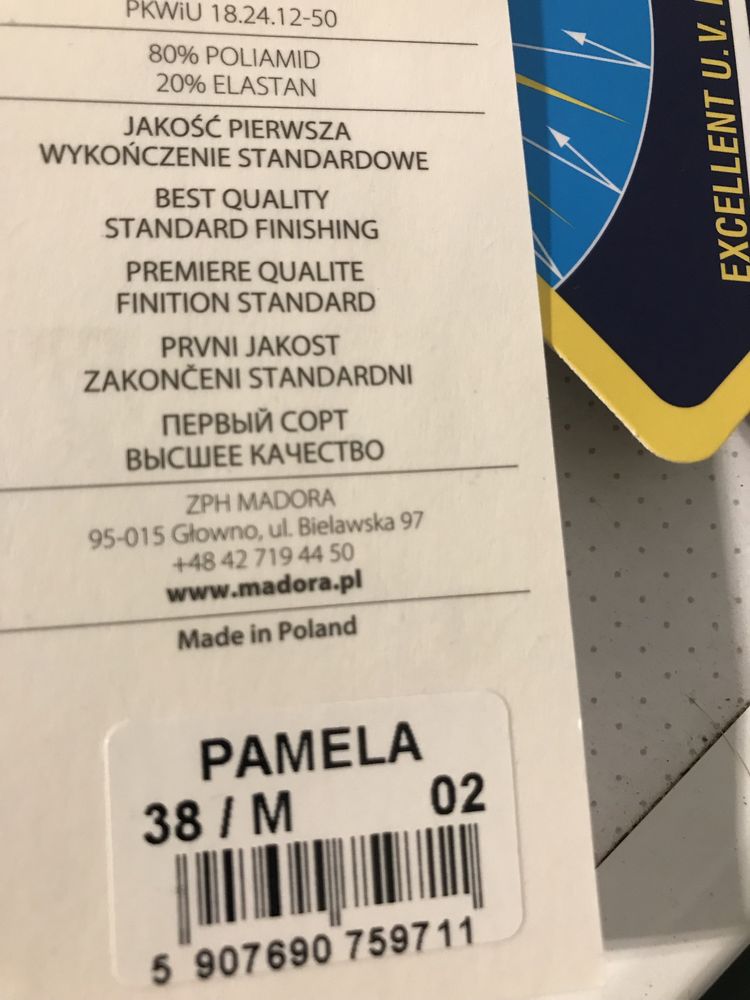 PKWiU 18.24.12-50
80% POLIAMID
20% ELASTAN
JAKOŚĆ PIERWSZA
WYKOŃCZENIE STANDARDOWE
BEST QUALITY
STANDARD FINISHING
PREMIERE QUALITE
FINITION STANDARD
PRVNI JAKOST
ZAKONČENI STANDARDNI
ПЕРВЫЙ СОРТ
ВЫСШЕЕ КАЧЕСТВО
ZPH MADORA
95-015 Głowno, ul. Bielawska 97
+48 42 719 44 50
www.madora.pl
Made in Poland
PAMELA
38 / M 02
5 907690 759711
EXCELLENT U.V.